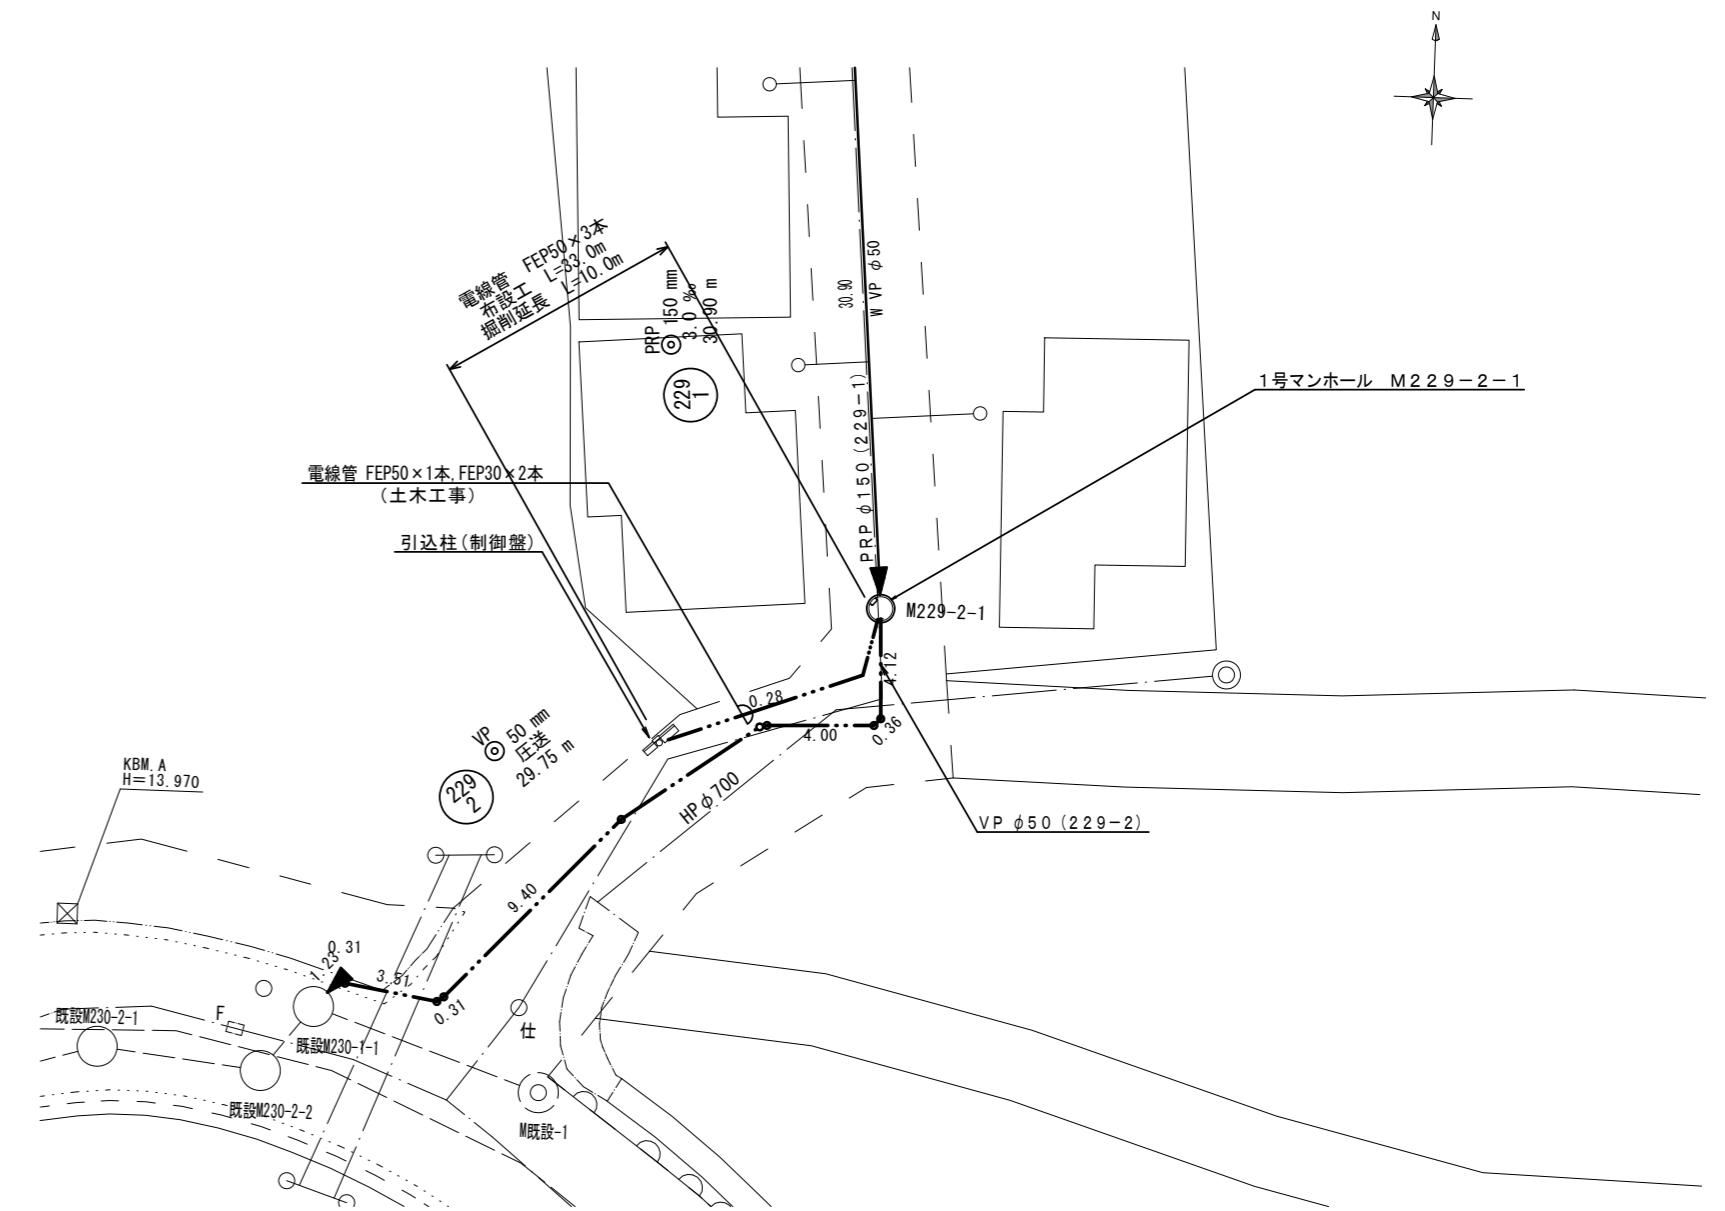 N
電線管 FEP50×3本
布設工 L=33.0m
掘削延長 L=10.0m
PRP 150 mm
3.0 ‰
30.90 m
229
1
30.90
W VP φ50
PRP φ150(229-1)
1号マンホール M229-2-1
電線管 FEP50×1本,FEP30×2本
(土木工事)
引込柱(制御盤)
M229-2-1
4.12
0.28
4.00
0.36
VP 50 mm
圧送
29.75 m
229
2
HPφ700
VP φ50(229-2)
KBM.A
H=13.970
9.40
0.31
1.23
3.51
0.31
F
仕
既設M230-2-1
既設M230-1-1
既設M230-2-2
M既設-1